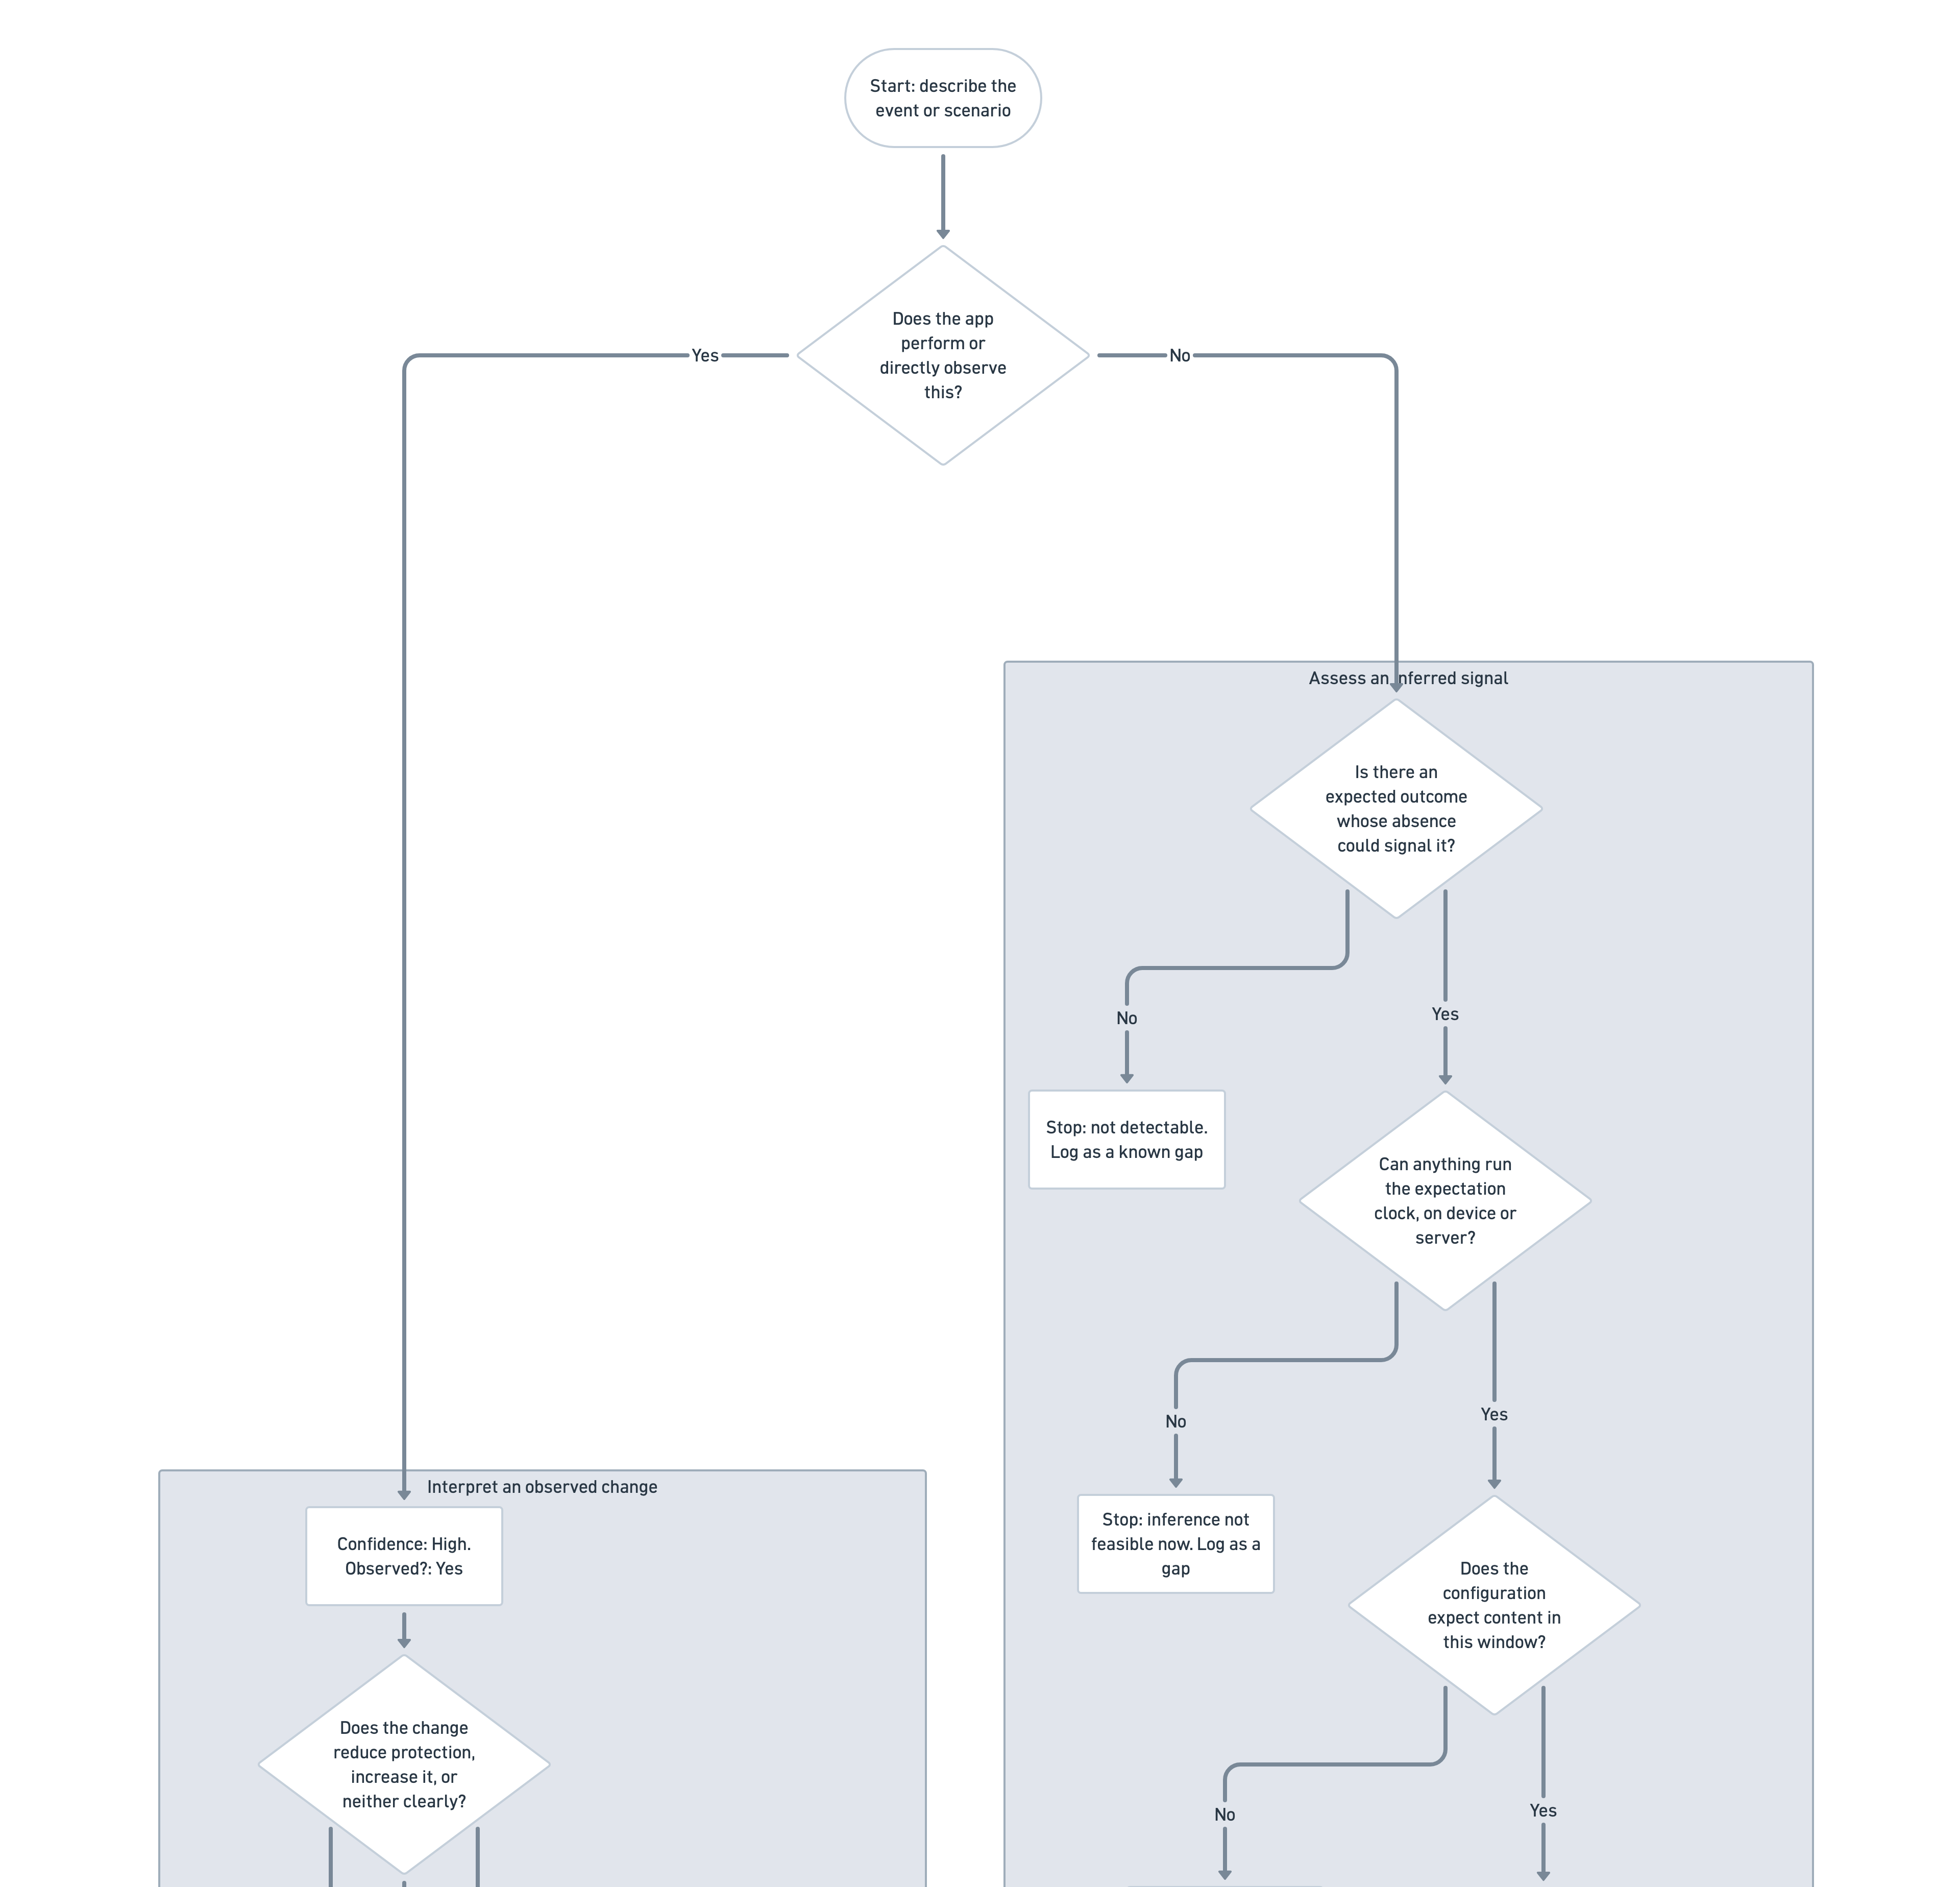 Start: describe the
event or scenario
Does the app
perform or
directly observe
this?
Yes
No
Assess an inferred signal
Is there an
expected outcome
whose absence
could signal it?
No
Yes
Stop: not detectable.
Log as a known gap
Can anything run
the expectation
clock, on device or
server?
No
Yes
Interpret an observed change
Confidence: High.
Observed?: Yes
Stop: inference not
feasible now. Log as a
gap
Does the
configuration
expect content in
this window?
Does the change
reduce protection,
increase it, or
neither clearly?
No
Yes